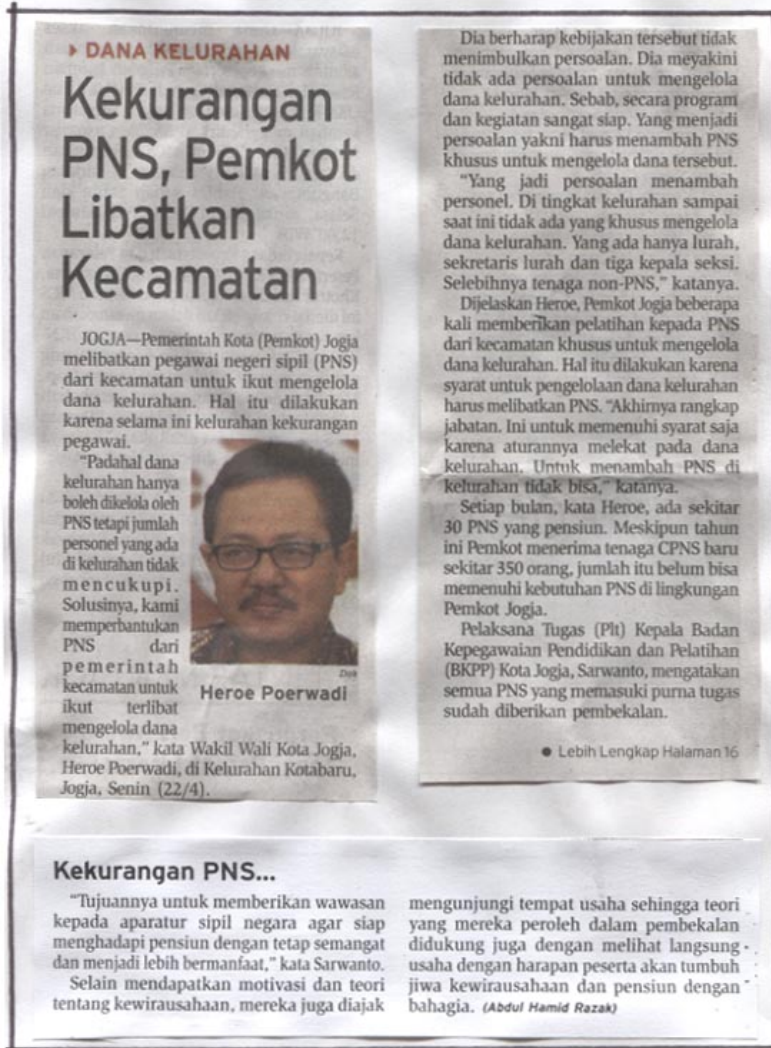 DANA KELURAHAN
Kekurangan
PNS, Pemkot
Libatkan
Kecamatan
JOGJA—Pemerintah Kota (Pemkot) Jogja
melibatkan pegawai negeri sipil (PNS)
dari kecamatan untuk ikut mengelola
dana kelurahan. Hal itu dilakukan
karena selama ini kelurahan kekurangan
pegawai.
"Padahal dana
kelurahan hanya
boleh dikelola oleh
PNS tetapi jumlah
personel yang ada
di kelurahan tidak
mencukupi.
Solusinya, kami
memperbantukan
PNS dari
pemerintah
kecamatan untuk
ikut terlibat
mengelola dana
kelurahan," kata Wakil Wali Kota Jogja,
Heroe Poerwadi, di Kelurahan Kotabaru,
Jogja, Senin (22/4).
Dok
Heroe Poerwadi
Dia berharap kebijakan tersebut tidak
menimbulkan persoalan. Dia meyakini
tidak ada persoalan untuk mengelola
dana kelurahan. Sebab, secara program
dan kegiatan sangat siap. Yang menjadi
persoalan yakni harus menambah PNS
khusus untuk mengelola dana tersebut.
"Yang jadi persoalan menambah
personel. Di tingkat kelurahan sampai
saat ini tidak ada yang khusus mengelola
dana kelurahan. Yang ada hanya lurah,
sekretaris lurah dan tiga kepala seksi.
Selebihnya tenaga non-PNS," katanya.
Dijelaskan Heroe, Pemkot Jogja beberapa
kali memberikan pelatihan kepada PNS
dari kecamatan khusus untuk mengelola
dana kelurahan. Hal itu dilakukan karena
syarat untuk pengelolaan dana kelurahan
harus melibatkan PNS. "Akhirnya rangkap
jabatan. Ini untuk memenuhi syarat saja
karena aturannya melekat pada dana
kelurahan. Untuk menambah PNS di
kelurahan tidak bisa," katanya.
Setiap bulan, kata Heroe, ada sekitar
30 PNS yang pensiun. Meskipun tahun
ini Pemkot menerima tenaga CPNS baru
sekitar 350 orang, jumlah itu belum bisa
memenuhi kebutuhan PNS di lingkungan
Pemkot Jogja.
Pelaksana Tugas (Plt) Kepala Badan
Kepegawaian Pendidikan dan Pelatihan
(BKPP) Kota Jogja, Sarwanto, mengatakan
semua PNS yang memasuki purna tugas
sudah diberikan pembekalan.
● Lebih Lengkap Halaman 16
Kekurangan PNS...
"Tujuannya untuk memberikan wawasan
kepada aparatur sipil negara agar siap
menghadapi pensiun dengan tetap semangat
dan menjadi lebih bermanfaat," kata Sarwanto.
Selain mendapatkan motivasi dan teori
tentang kewirausahaan, mereka juga diajak
mengunjungi tempat usaha sehingga teori
yang mereka peroleh dalam pembekalan
didukung juga dengan melihat langsung
usaha dengan harapan peserta akan tumbuh
jiwa kewirausahaan dan pensiun dengan
bahagia. (Abdul Hamid Razak)